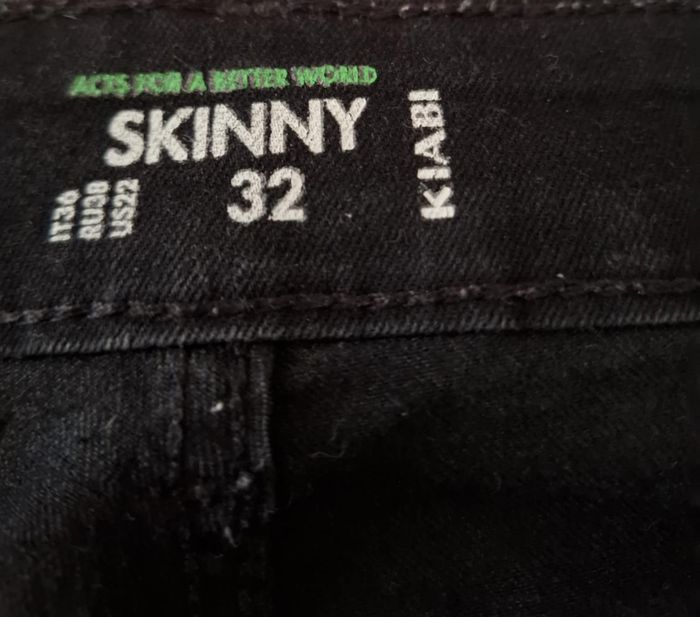 ACTS FOR A BETTER WORLD
SKINNY
32
IT36
RU38
US22
KIABI